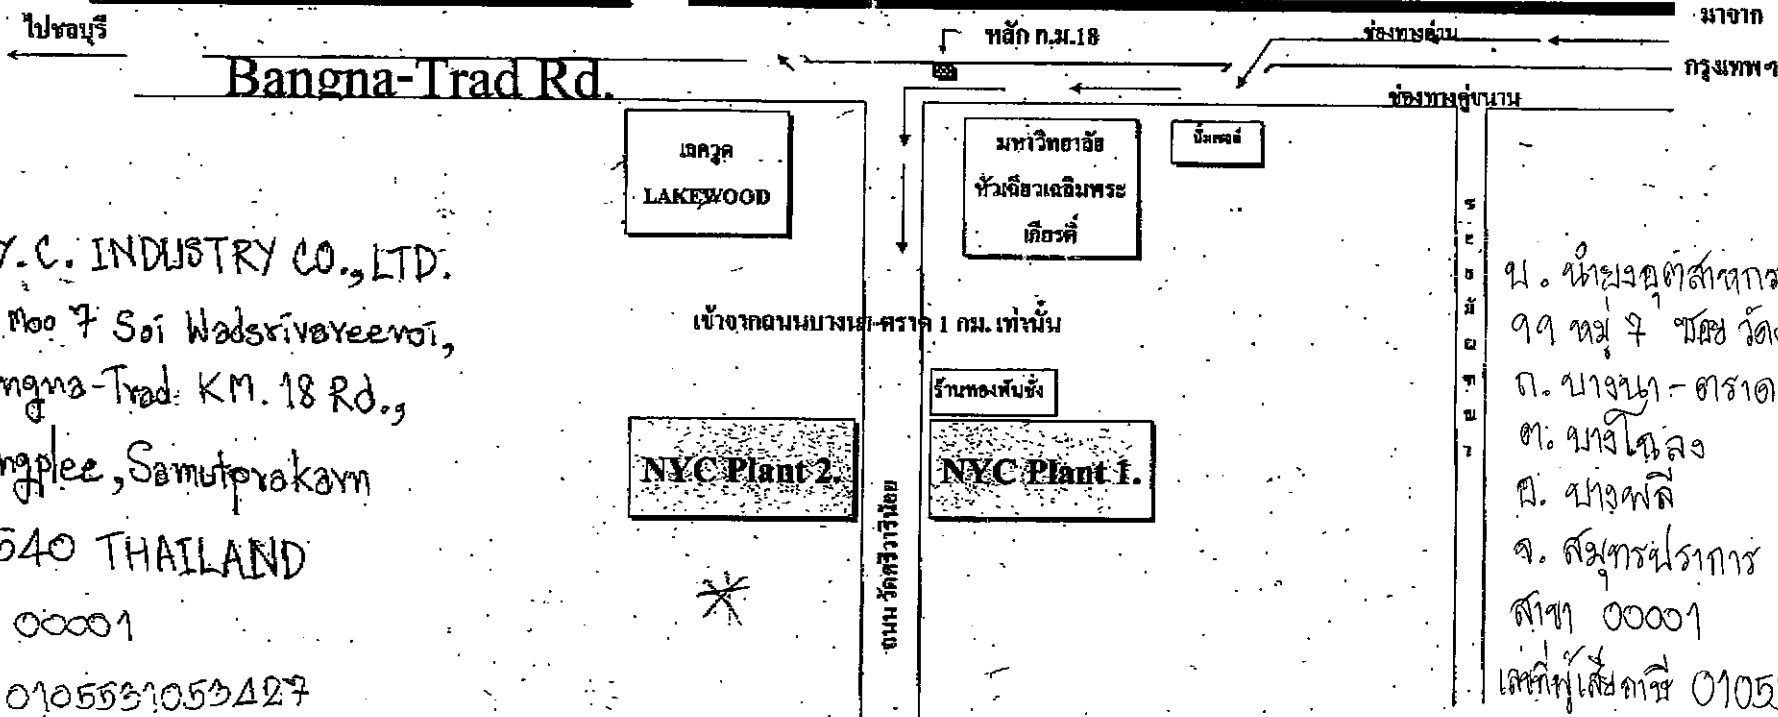 ไปชลบุรี
หลัก ก.ม.18
ช่องทางด่วน
มาจาก
กรุงเทพฯ
Bangna-Trad Rd.
ช่องทางคู่ขนาน
เลควูด
LAKEWOOD
มหาวิทยาลัย
หัวเฉียวเฉลิมพระ
เกียรติ์
Y.C. INDUSTRY CO., LTD.
Moo 7 Soi Wadsrivareenoi,
ngna-Trad. KM. 18 Rd.,
ngplee, Samutprakarn
540 THAILAND
00001
0105531053427
เข้าจากถนนบางนา-ตราด 1 กม. เท่านั้น
ร้านทองพันชั่ง
NYC Plant 2.
NYC Plant 1.
ถนน วัดศรีวารีน้อย
บ. นำยงอุตสาหกร
99 หมู่ 7 ซอย วัด
ถ. บางนา - ตราด
ต. บางโฉลง
อ. บางพลี
จ. สมุทรปราการ
สาขา 00001
เลขที่ผู้เสียภาษี 0105